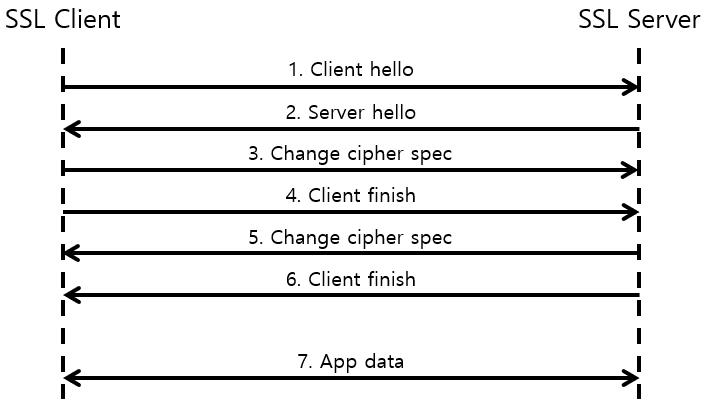 SSL Client
SSL Server
1. Client hello
2. Server hello
3. Change cipher spec
4. Client finish
5. Change cipher spec
6. Client finish
7. App data